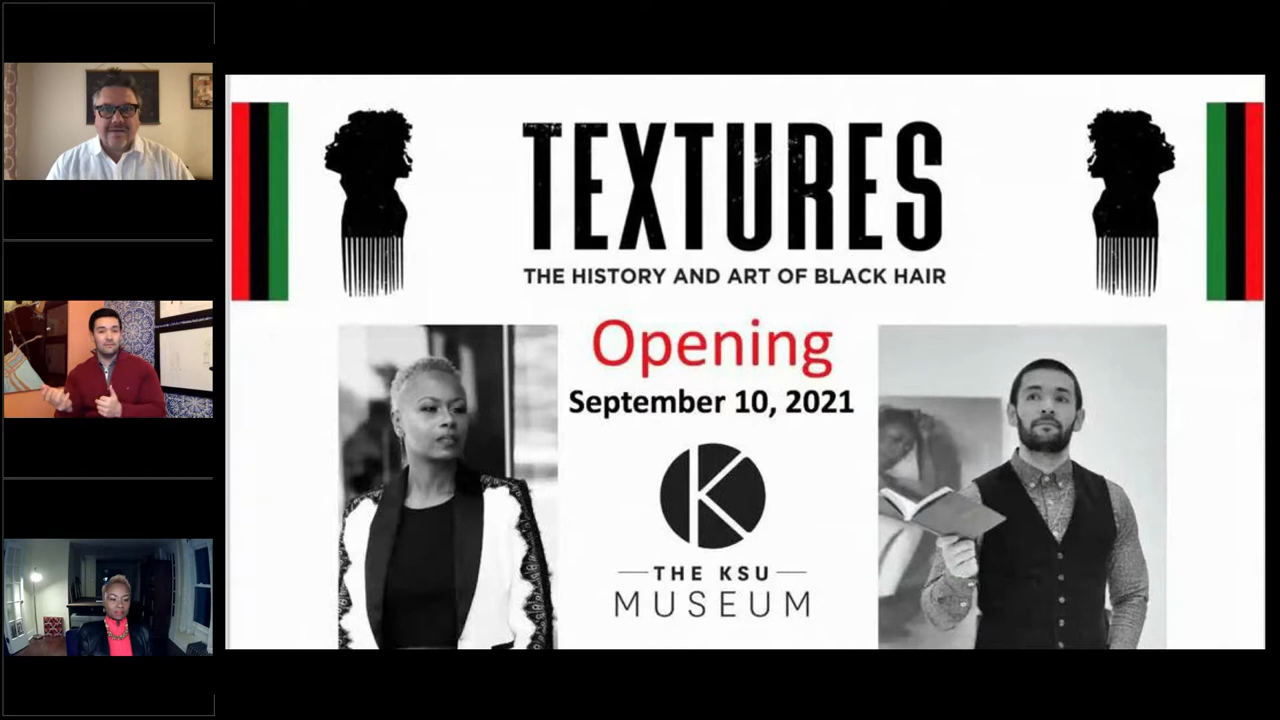 TEXTURES
THE HISTORY AND ART OF BLACK HAIR
Opening
September 10, 2021
K
THE KSU
MUSEUM